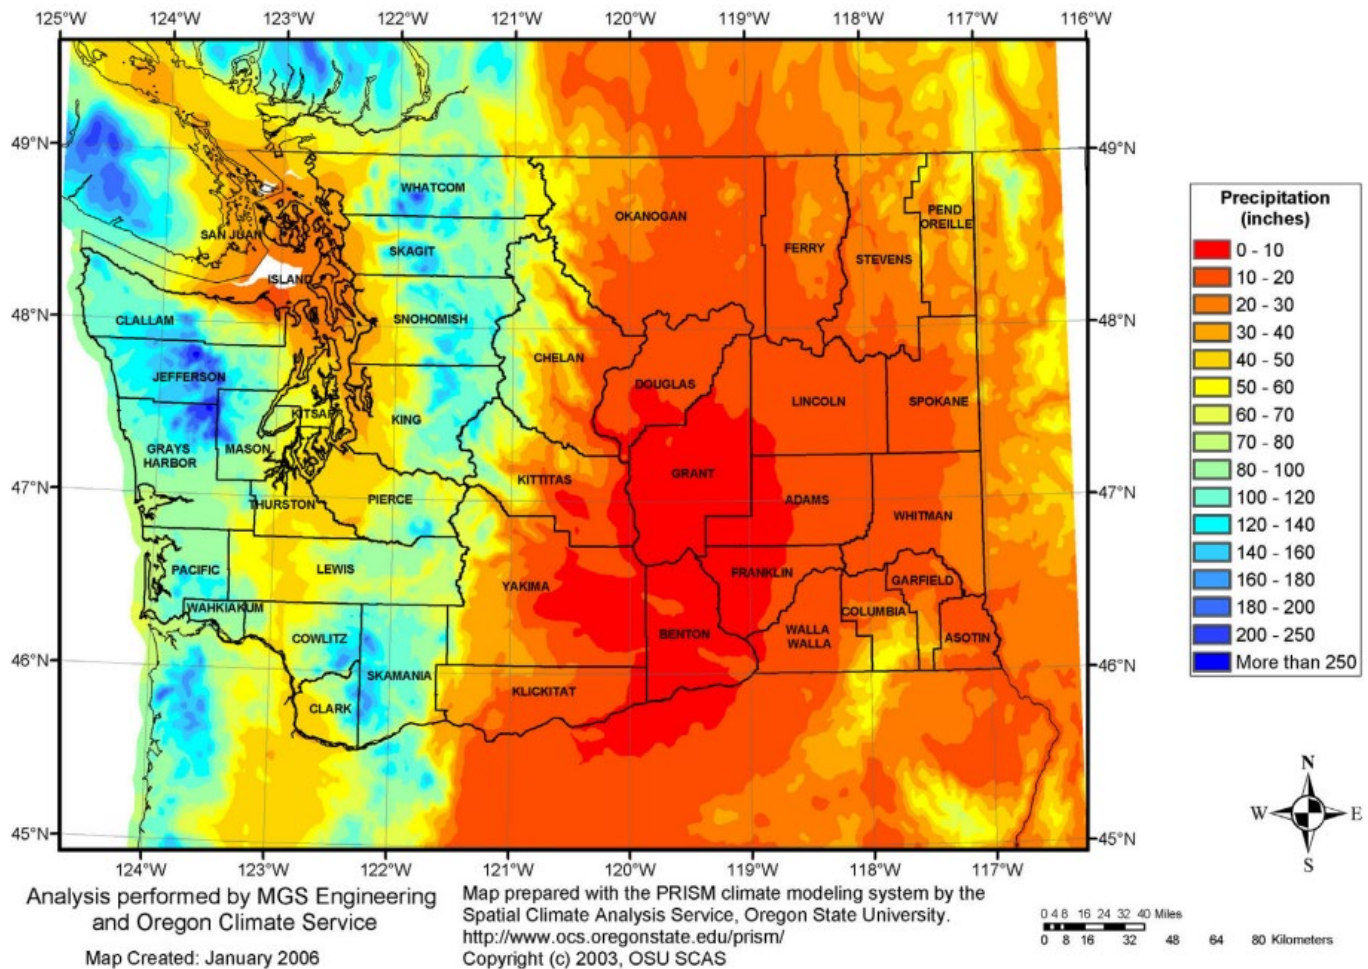 125°W 124°W 123°W 122°W 121°W 120°W 119°W 118°W 117°W 116°W
49°N
49°N
48°N
48°N
47°N
47°N
46°N
46°N
45°N
45°N
WHATCOM
SAN JUAN
SKAGIT
ISLAND
CLALLAM
SNOHOMISH
JEFFERSON
KITSAP
KING
GRAYS
HARBOR
MASON
THURSTON
PIERCE
PACIFIC
LEWIS
WAHKIAKUM
COWLITZ
SKAMANIA
CLARK
OKANOGAN
FERRY
STEVENS
PEND
OREILLE
CHELAN
DOUGLAS
LINCOLN
SPOKANE
KITTITAS
GRANT
ADAMS
WHITMAN
YAKIMA
FRANKLIN
GARFIELD
COLUMBIA
BENTON
WALLA
WALLA
ASOTIN
KLICKITAT
124°W 123°W 122°W 121°W 120°W 119°W 118°W 117°W
Precipitation
(inches)
0 - 10
10 - 20
20 - 30
30 - 40
40 - 50
50 - 60
60 - 70
70 - 80
80 - 100
100 - 120
120 - 140
140 - 160
160 - 180
180 - 200
200 - 250
More than 250
N
W E
S
Analysis performed by MGS Engineering
and Oregon Climate Service
Map Created: January 2006
Map prepared with the PRISM climate modeling system by the
Spatial Climate Analysis Service, Oregon State University.
http://www.ocs.oregonstate.edu/prism/
Copyright (c) 2003, OSU SCAS
0 4 8 16 24 32 40 Miles
0 8 16 32 48 64 80 Kilometers